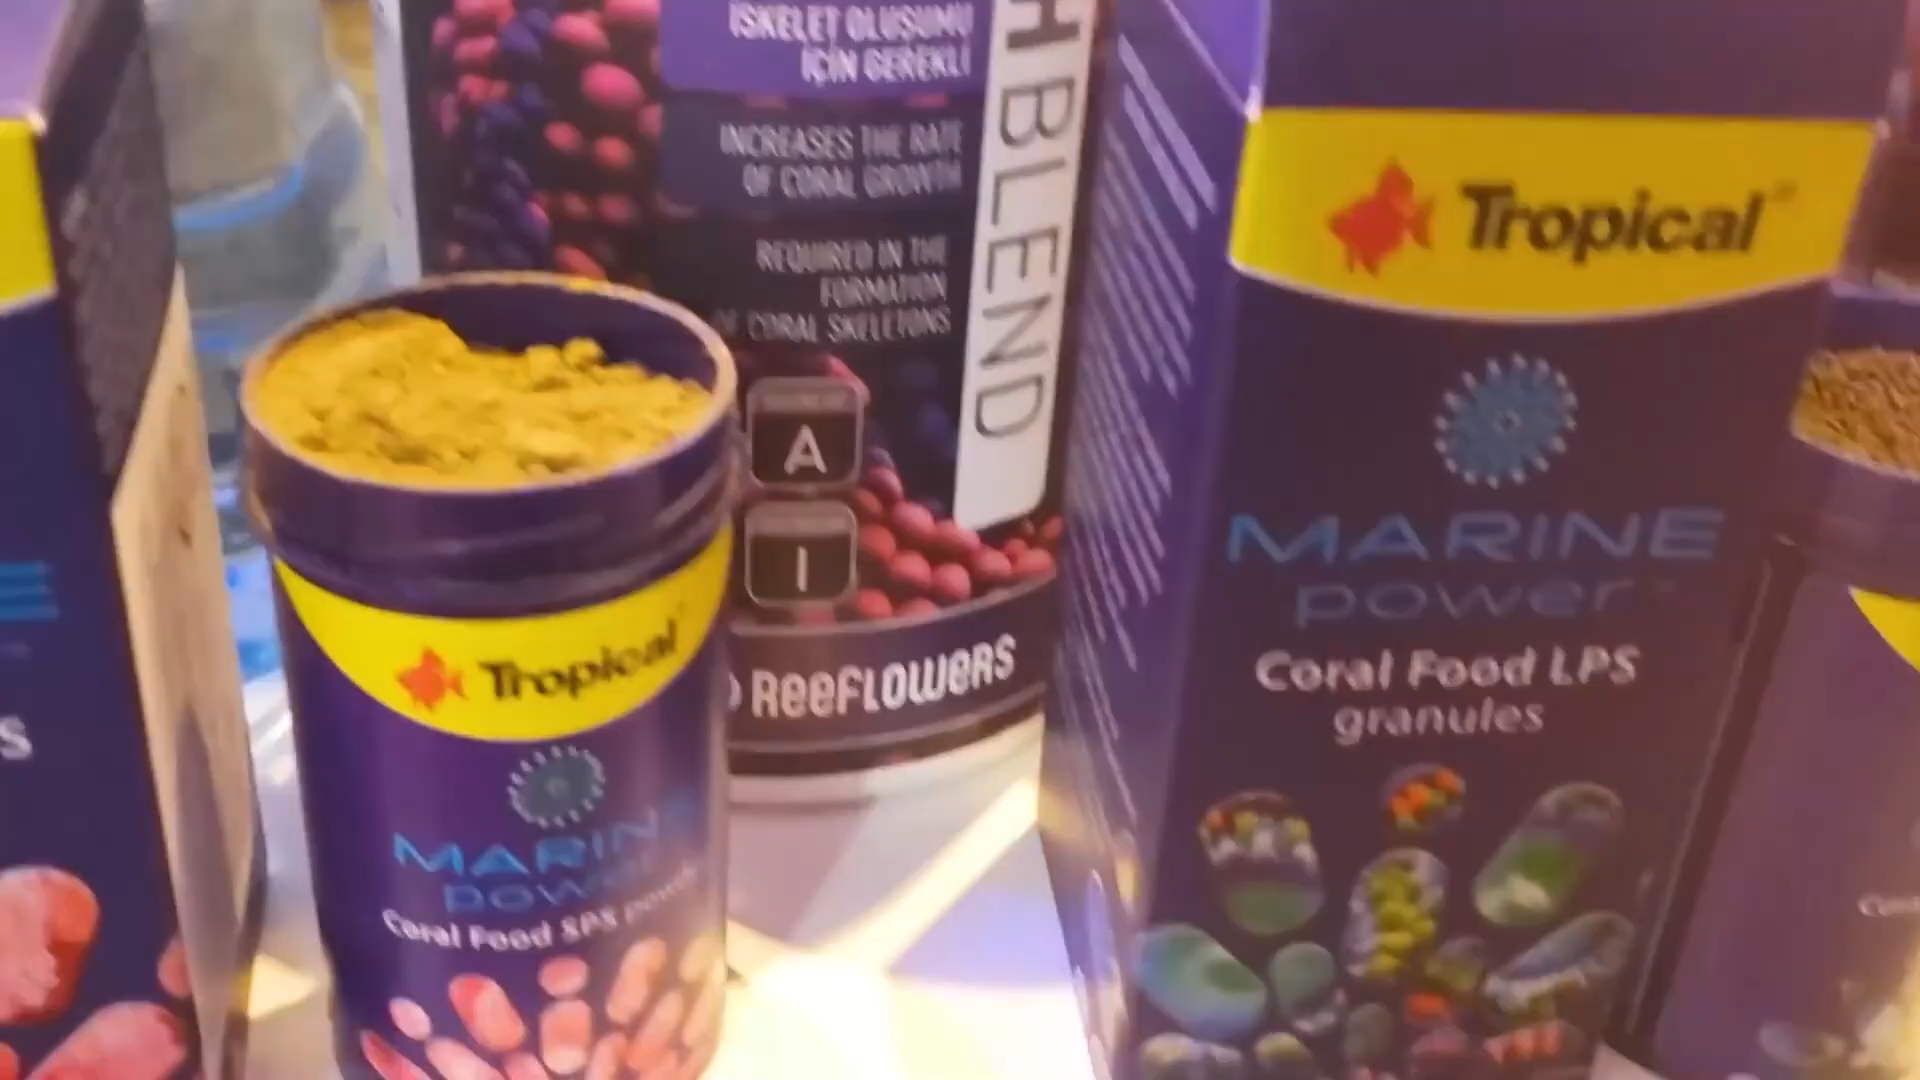 İSKELET OLUŞUMU
İÇİN GEREKLİ
INCREASES THE RATE
OF CORAL GROWTH
REQUIRED IN THE
FORMATION
OF CORAL SKELETONS
H BLEND
A
I
ReeFLOWeRS
Tropical
MARINE
power
Coral Food SPS powder
Tropical
MARINE
power
Coral Food LPS
granules
E
S